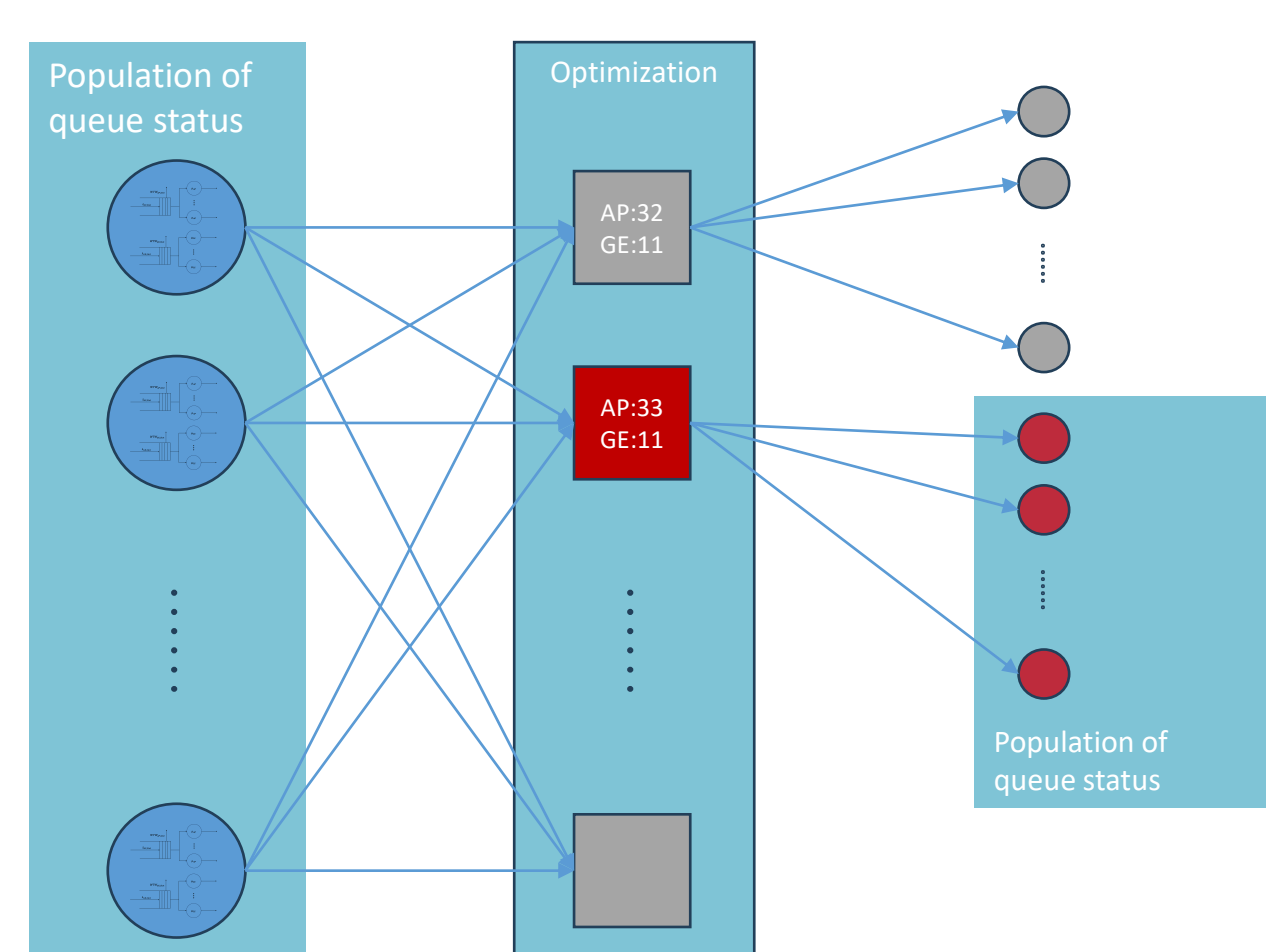 Population of
queue status
Optimization
AP:32
GE:11
AP:33
GE:11
Population of
queue status